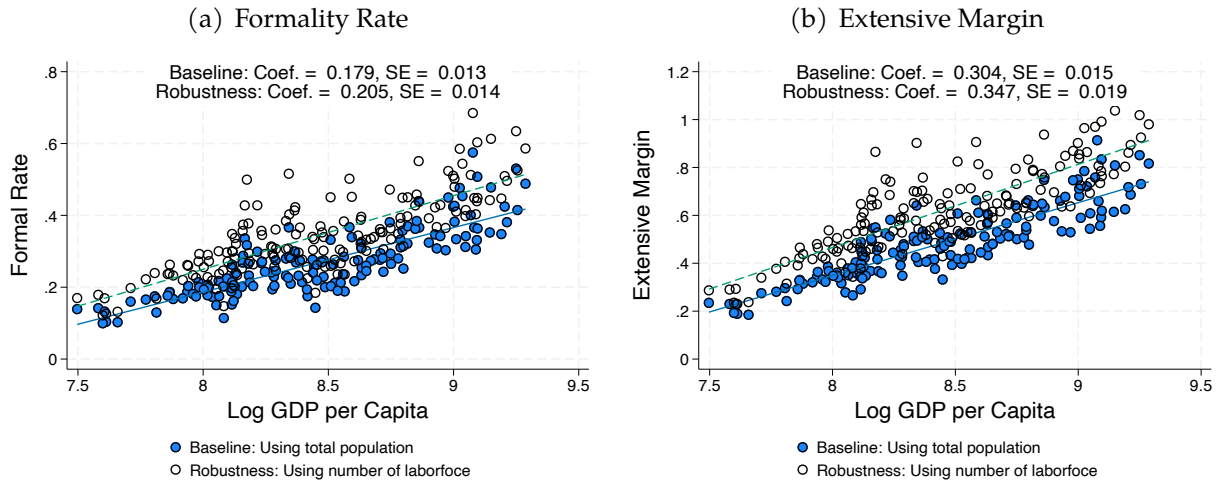 (a) Formality Rate
Baseline: Coef. = 0.179, SE = 0.013
Robustness: Coef. = 0.205, SE = 0.014
Formal Rate
.8
.6
.4
.2
0
7.5 8 8.5 9 9.5
Log GDP per Capita
Baseline: Using total population
Robustness: Using number of laborfoce
(b) Extensive Margin
Baseline: Coef. = 0.304, SE = 0.015
Robustness: Coef. = 0.347, SE = 0.019
Extensive Margin
1.2
1
.8
.6
.4
.2
0
7.5 8 8.5 9 9.5
Log GDP per Capita
Baseline: Using total population
Robustness: Using number of laborfoce